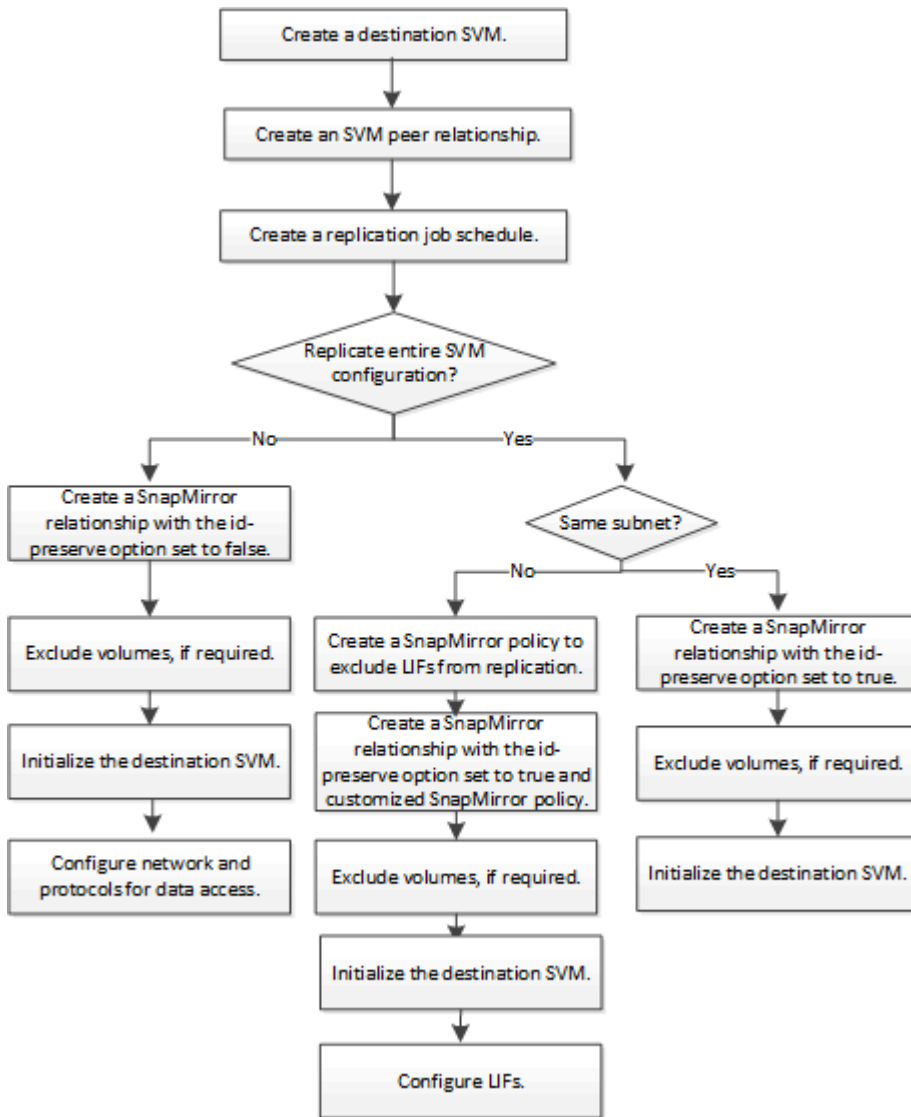 Create a destination SVM.
Create an SVM peer relationship.
Create a replication job schedule.
Replicate entire SVM
configuration?
No
Yes
Create a SnapMirror
relationship with the id-
preserve option set to false.
Same subnet?
No
Yes
Exclude volumes, if required.
Create a SnapMirror policy to
exclude LIFs from replication.
Create a SnapMirror
relationship with the id-
preserve option set to true.
Initialize the destination SVM.
Create a SnapMirror
relationship with the id-
preserve option set to true and
customized SnapMirror policy.
Exclude volumes, if required.
Configure network and
protocols for data access.
Exclude volumes, if required.
Initialize the destination SVM.
Initialize the destination SVM.
Configure LIFs.